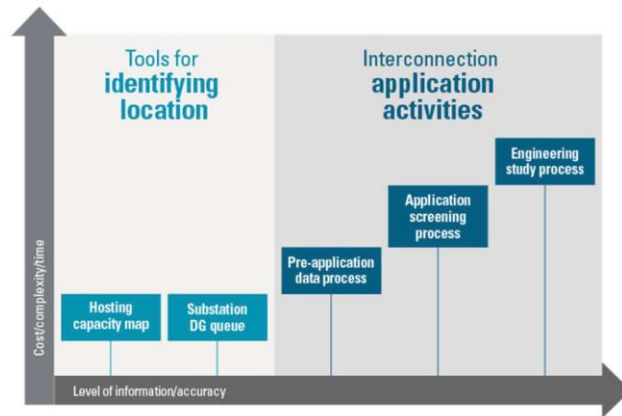 Tools for
identifying
location
Interconnection
application
activities
Engineering
study process
Application
screening
process
Pre-application
data process
Hosting
capacity map
Substation
DG queue
Cost/complexity/time
Level of information/accuracy